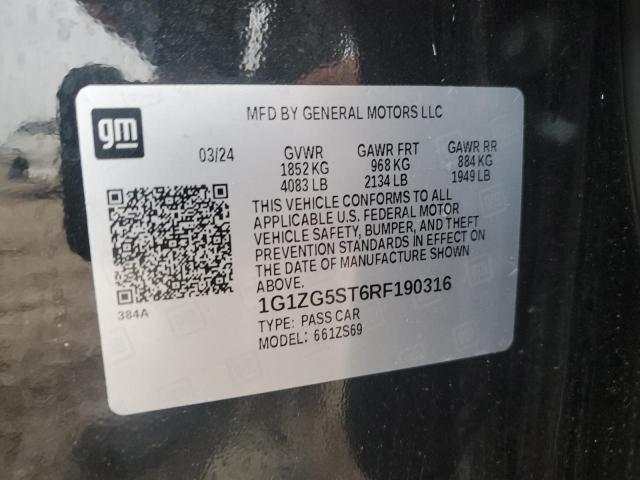 gm
MFD BY GENERAL MOTORS LLC
03/24 GVWR GAWR FRT GAWR RR
1852 KG 968 KG 884 KG
4083 LB 2134 LB 1949 LB
THIS VEHICLE CONFORMS TO ALL
APPLICABLE U.S. FEDERAL MOTOR
VEHICLE SAFETY, BUMPER, AND THEFT
PREVENTION STANDARDS IN EFFECT ON
THE DATE OF MANUFACTURE SHOWN
ABOVE.
384A
1G1ZG5ST6RF190316
TYPE: PASS CAR
MODEL: 661ZS69